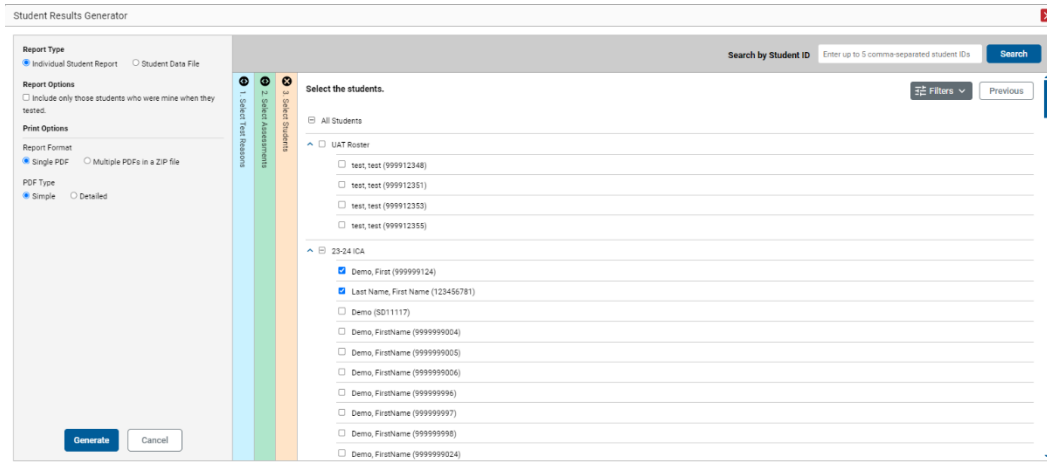 Student Results Generator
Report Type
Individual Student Report Student Data File
Report Options
Include only those students who were mine when they
tested.
Print Options
Report Format
Single PDF Multiple PDFs in a ZIP file
PDF Type
Simple Detailed
Generate Cancel
Search by Student ID Enter up to 5 comma-separated student IDs Search
1. Select Test Reasons
2. Select Assessments
3. Select Students
Select the students.
Filters Previous
All Students
UAT Roster
test, test (999912348)
test, test (999912351)
test, test (999912353)
test, test (999912355)
23-24 ICA
Demo, First (999999124)
Last Name, First Name (123456781)
Demo (SD11117)
Demo, FirstName (9999999004)
Demo, FirstName (9999999005)
Demo, FirstName (9999999006)
Demo, FirstName (999999996)
Demo, FirstName (999999997)
Demo, FirstName (999999998)
Demo, FirstName (999999024)